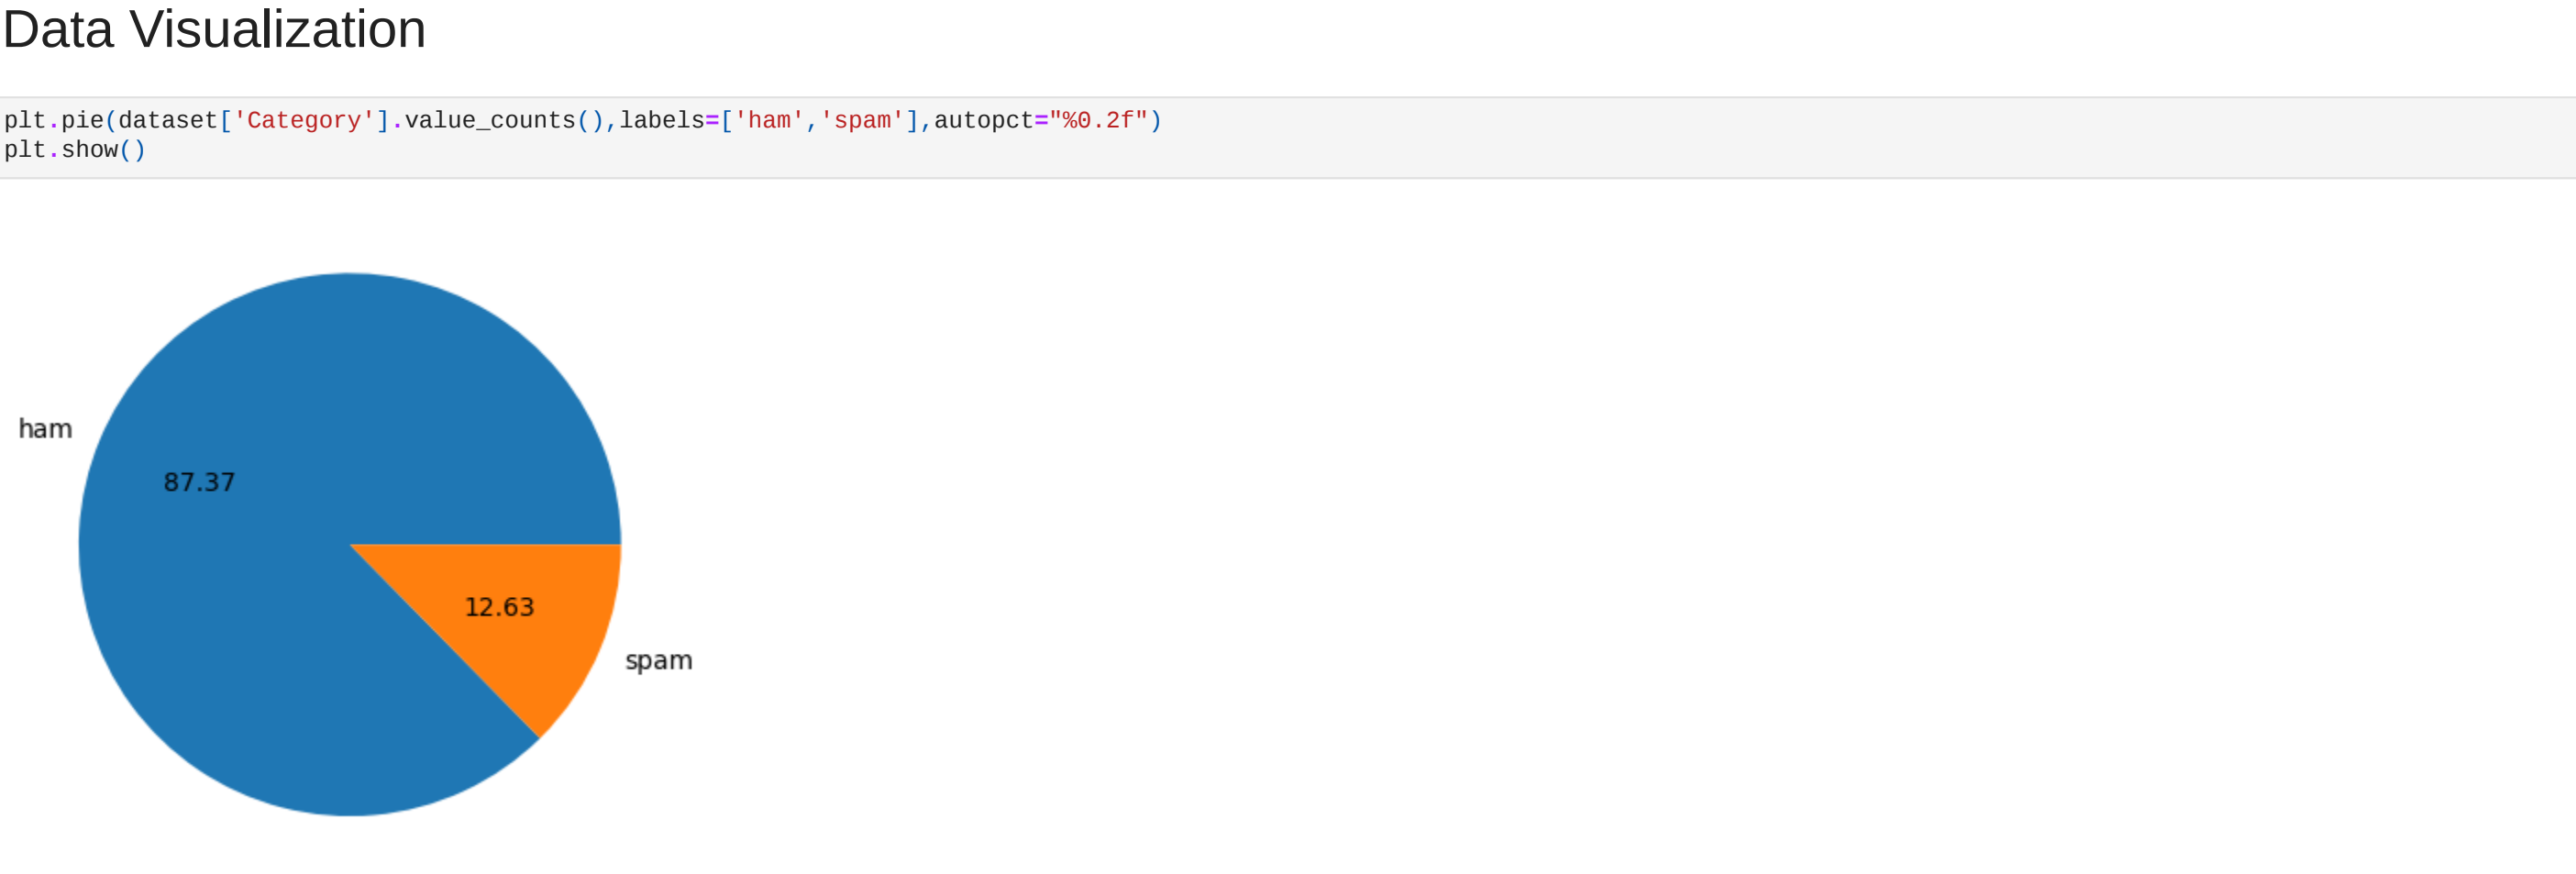 Data Visualization
plt.pie(dataset['Category'].value_counts(),labels=['ham','spam'],autopct="%0.2f")
plt.show()
ham
87.37
12.63
spam